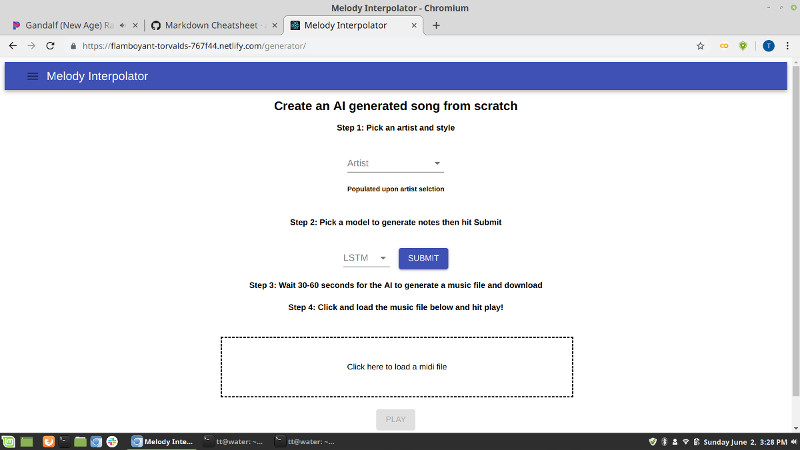 Melody Interpolator - Chromium
Gandalf (New Age) Ra
Markdown Cheatsheet ·
Melody Interpolator
https://flamboyant-torvalds-767f44.netlify.com/generator/
T
Melody Interpolator
Create an AI generated song from scratch
Step 1: Pick an artist and style
Artist
Populated upon artist selction
Step 2: Pick a model to generate notes then hit Submit
LSTM
SUBMIT
Step 3: Wait 30-60 seconds for the AI to generate a music file and download
Step 4: Click and load the music file below and hit play!
Click here to load a midi file
PLAY
Melody Inte...
tt@water: ~...
tt@water: ~...
Sunday June 2, 3:28 PM